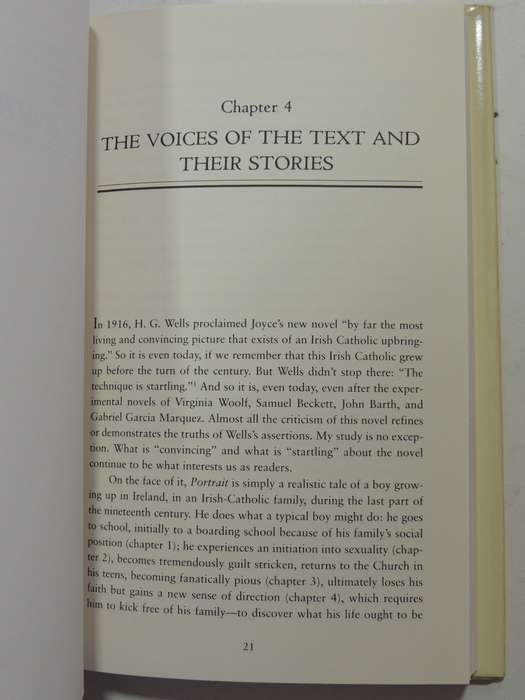 Chapter 4
THE VOICES OF THE TEXT AND
THEIR STORIES
In 1916, H. G. Wells proclaimed Joyce's new novel "by far the most
living and convincing picture that exists of an Irish Catholic upbring-
ing." So it is even today, if we remember that this Irish Catholic grew
up before the turn of the century. But Wells didn't stop there: "The
technique is startling."¹ And so it is, even today, even after the exper-
imental novels of Virginia Woolf, Samuel Beckett, John Barth, and
Gabriel Garcia Marquez. Almost all the criticism of this novel refines
or demonstrates the truths of Wells's assertions. My study is no excep-
tion. What is "convincing" and what is "startling" about the novel
continue to be what interests us as readers.
On the face of it, Portrait is simply a realistic tale of a boy grow-
ing up in Ireland, in an Irish-Catholic family, during the last part of
the nineteenth century. He does what a typical boy might do: he goes
to school, initially to a boarding school because of his family's social
position (chapter 1); he experiences an initiation into sexuality (chap-
ter 2), becomes tremendously guilt stricken, returns to the Church in
his teens, becoming fanatically pious (chapter 3), ultimately loses his
faith but gains a new sense of direction (chapter 4), which requires
him to kick free of his family—to discover what his life ought to be
21